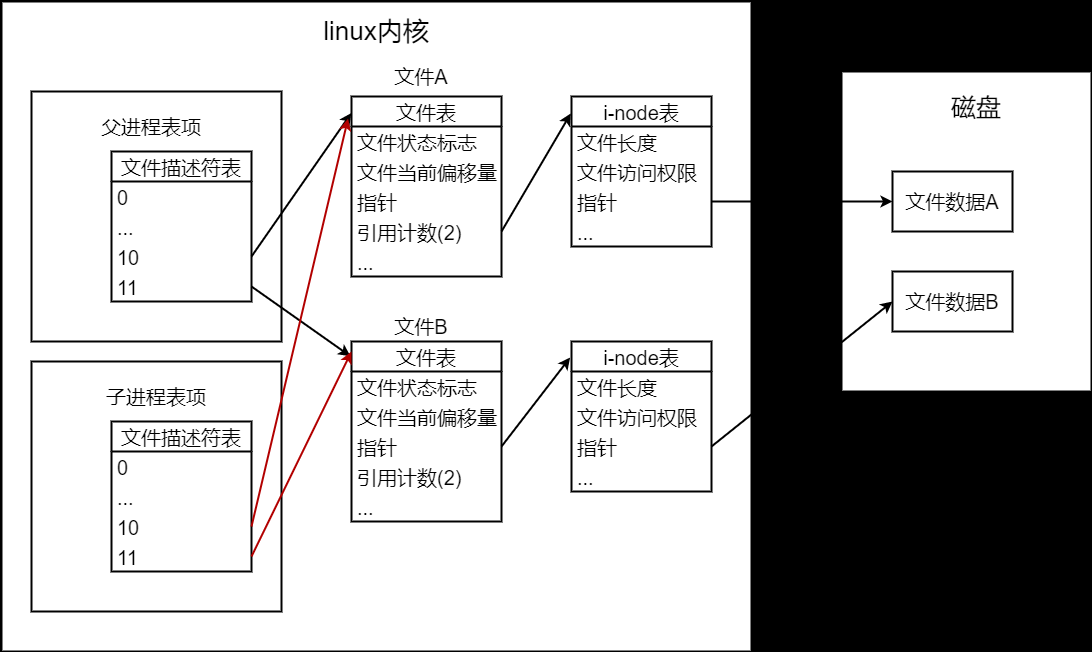 linux内核
父进程表项
文件描述符表
0
...
10
11
子进程表项
文件描述符表
0
...
10
11
文件A
文件表
文件状态标志
文件当前偏移量
指针
引用计数(2)
...
i-node表
文件长度
文件访问权限
指针
...
文件B
文件表
文件状态标志
文件当前偏移量
指针
引用计数(2)
...
i-node表
文件长度
文件访问权限
指针
...
磁盘
文件数据A
文件数据B